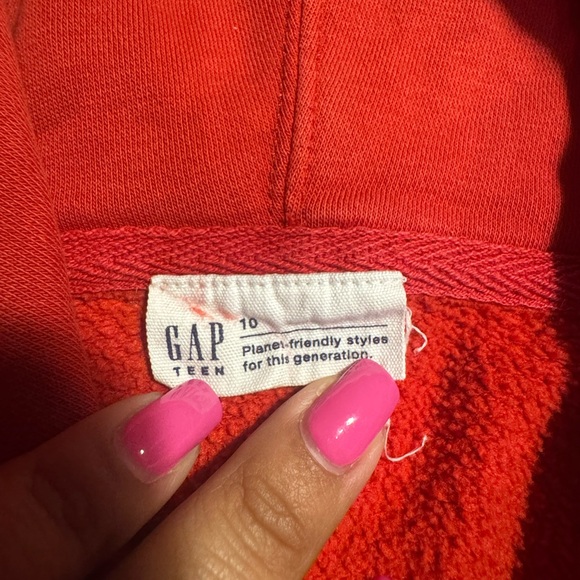 GAP
TEEN
10
Planet-friendly styles
for this generation.